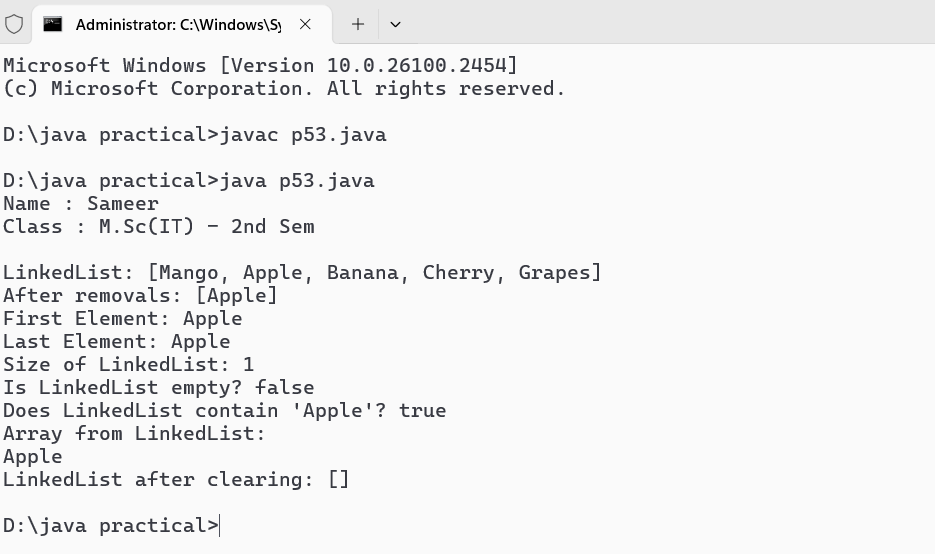 Administrator: C:\Windows\Sy
Microsoft Windows [Version 10.0.26100.2454]
(c) Microsoft Corporation. All rights reserved.
D:\java practical>javac p53.java
D:\java practical>java p53.java
Name : Sameer
Class : M.Sc(IT) - 2nd Sem
LinkedList: [Mango, Apple, Banana, Cherry, Grapes]
After removals: [Apple]
First Element: Apple
Last Element: Apple
Size of LinkedList: 1
Is LinkedList empty? false
Does LinkedList contain 'Apple'? true
Array from LinkedList:
Apple
LinkedList after clearing: []
D:\java practical>